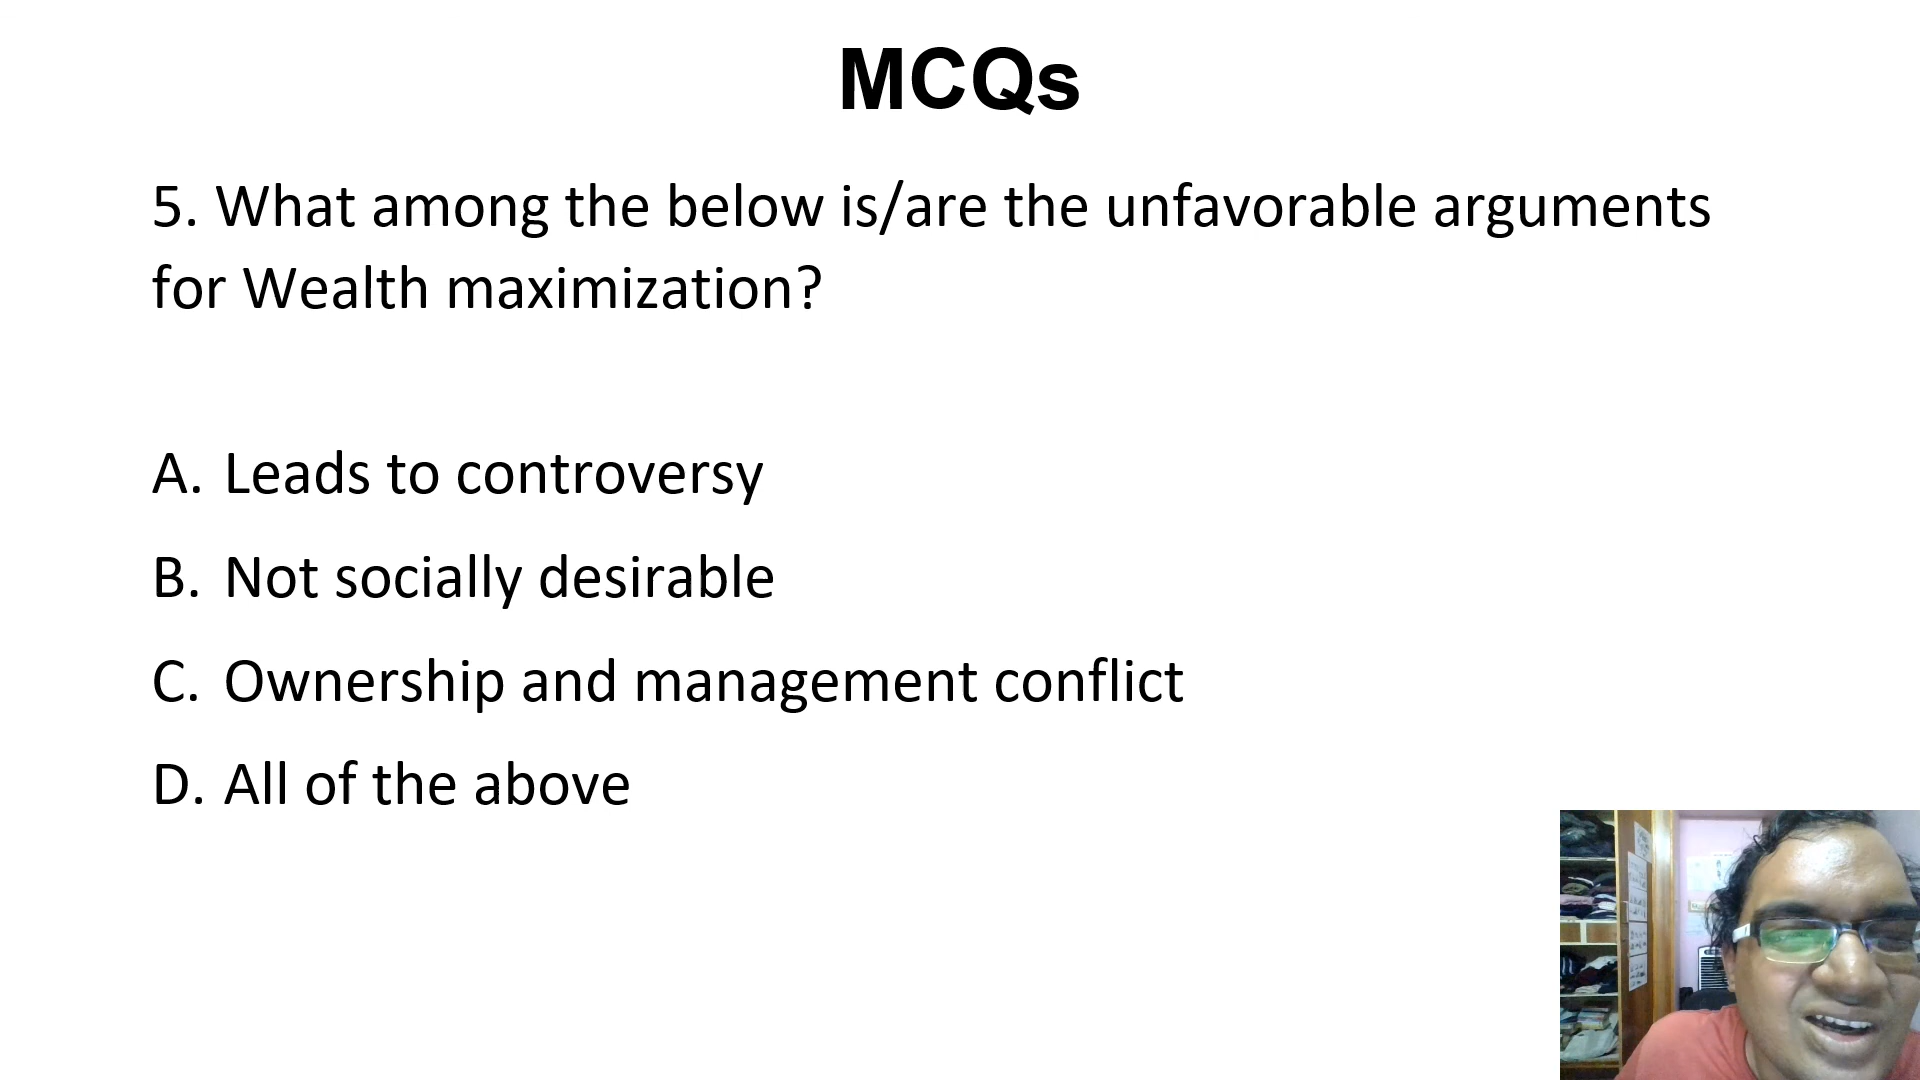 MCQs
5. What among the below is/are the unfavorable arguments
for Wealth maximization?
A. Leads to controversy
B. Not socially desirable
C. Ownership and management conflict
D. All of the above